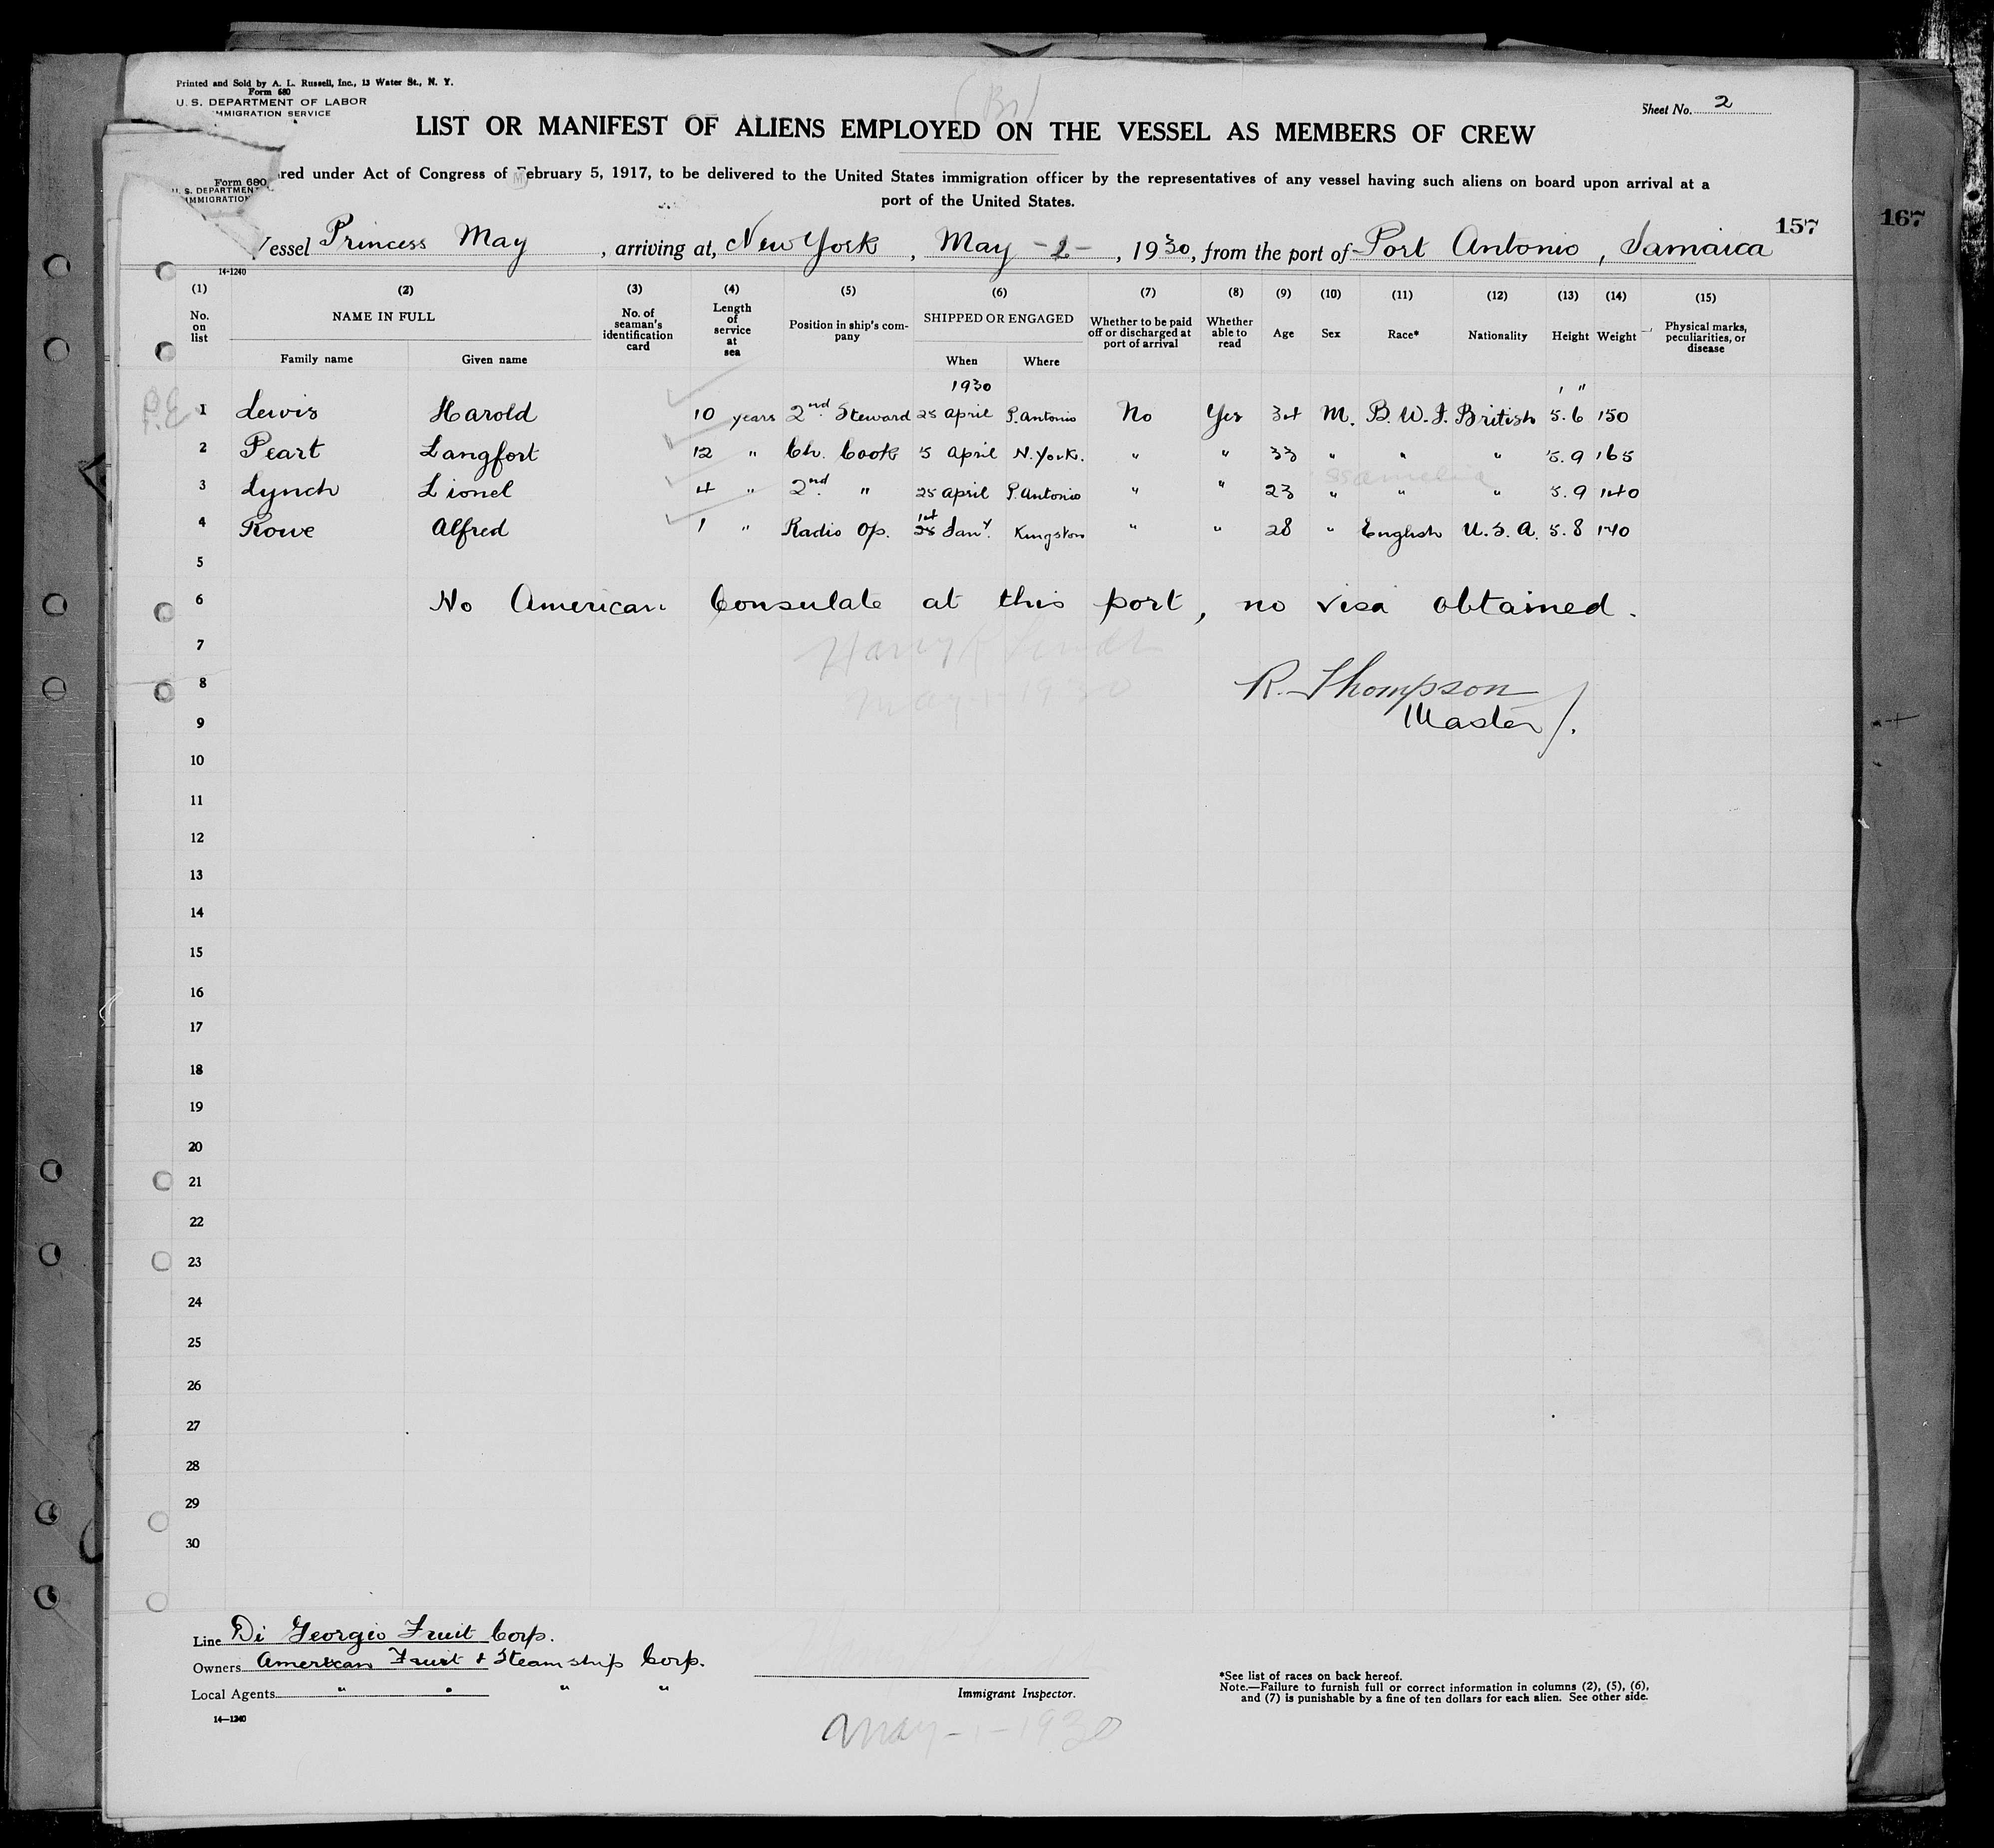 Printed and Sold by A. L. Russell, Inc., 13 Water St., N. Y.
Form 680
U. S. DEPARTMENT OF LABOR
IMMIGRATION SERVICE
Sheet No. 2
LIST OR MANIFEST OF ALIENS EMPLOYED ON THE VESSEL AS MEMBERS OF CREW
Form 680
U. S. DEPARTMENT
IMMIGRATION
red under Act of Congress of February 5, 1917, to be delivered to the United States immigration officer by the representatives of any vessel having such aliens on board upon arrival at a
port of the United States.
157 167
Vessel Princess May, arriving at, New York, May -2-, 1930, from the port of Port Antonio, Jamaica
14-1240
(1) (2) (3) (4) (5) (6) (7) (8) (9) (10) (11) (12) (13) (14) (15)
No. on list NAME IN FULL Family name Given name No. of seaman's identification card Length of service at sea Position in ship's company SHIPPED OR ENGAGED When Where Whether to be paid off or discharged at port of arrival Whether able to read Age Sex Race* Nationality Height Weight Physical marks, peculiarities, or disease
1930 ' "
1 Lewis Harold 10 years 2nd Steward 25 April P. Antonio No Yes 34 M. B. W. I. British 5.6 150
2 Peart Langfort 12 " Ch. Cook 5 April N. York. " " 33 " " " 5.9 165
3 Lynch Lionel 4 " 2nd " 25 April P. Antonio " " 23 " " " 5.9 140
4 Rowe Alfred 1 " Radio Op. 1st Jany. Kingston " " 28 " English U. S. A. 5.8 140
5
6 No American Consulate at this port, no visa obtained.
7
8 R. Thompson
May-1-1930
9 Master.
10
11
12
13
14
15
16
17
18
19
20
21
22
23
24
25
26
27
28
29
30
Line Di Georgio Fruit Corp.
Owners American Fruit & Steamship Corp.
Local Agents " " " "
Immigrant Inspector.
*See list of races on back hereof.
Note.—Failure to furnish full or correct information in columns (2), (5), (6),
and (7) is punishable by a fine of ten dollars for each alien. See other side.
14—1240
May-1-1930